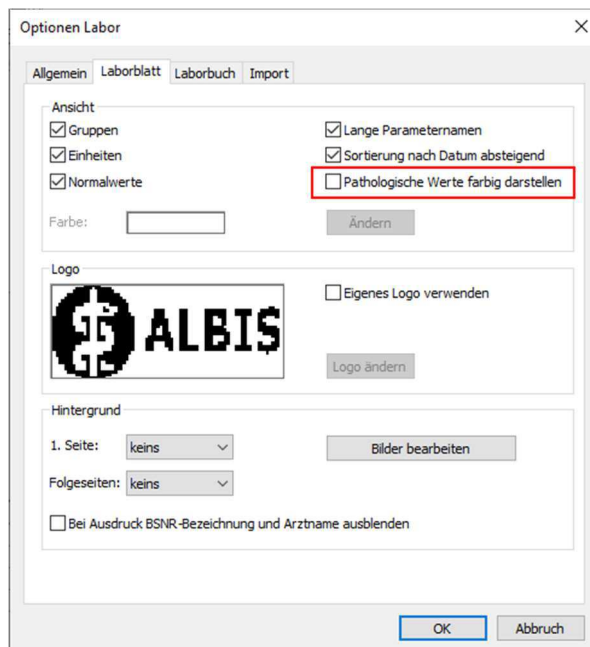 Optionen Labor
Allgemein Laborblatt Laborbuch Import
Ansicht
Gruppen Lange Parameternamen
Einheiten Sortierung nach Datum absteigend
Normalwerte Pathologische Werte farbig darstellen
Farbe: Ändern
Logo
ALBIS Eigenes Logo verwenden
Logo ändern
Hintergrund
1. Seite: keins Bilder bearbeiten
Folgeseiten: keins
Bei Ausdruck BSNR-Bezeichnung und Arztname ausblenden
OK Abbruch